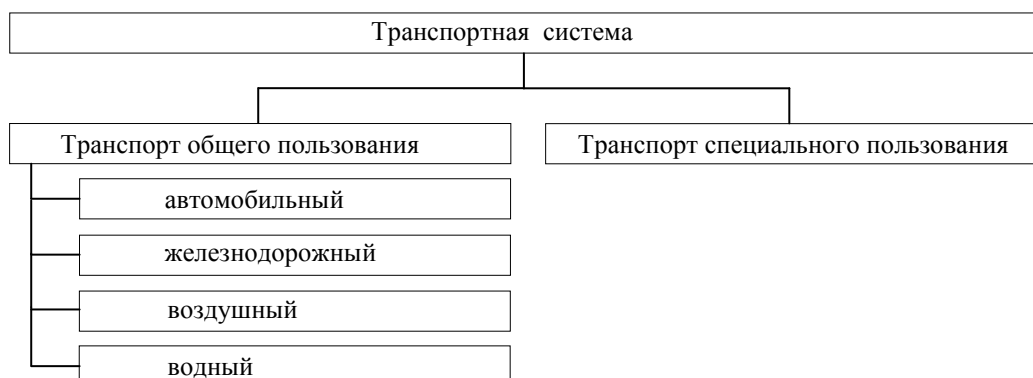 Транспортная система
Транспорт общего пользования
Транспорт специального пользования
автомобильный
железнодорожный
воздушный
водный